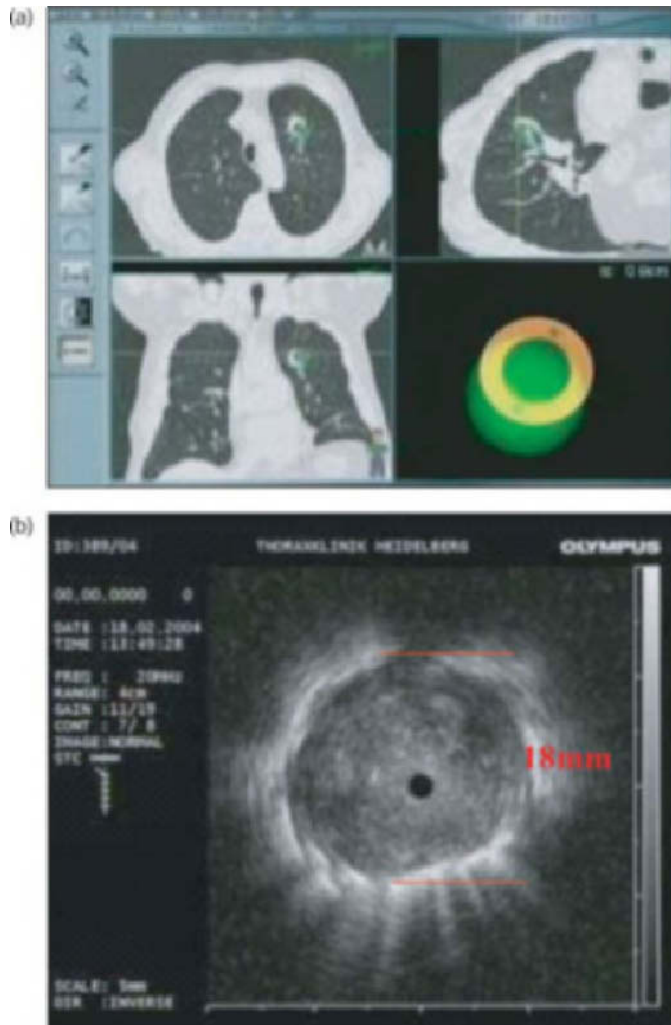 (a)
(b)
ID:389/04 THORAXKLINIK HEIDELBERG OLYMPUS
00.00.0000 0
DATE :18.02.2004
TIME :13:49:28
FREQ : 20MHz
RANGE: 4cm
GAIN :11/19
CONT : 7/ 8
IMAGE:NORMAL
STC
18mm
SCALE: 5mm
DIR :INVERSE